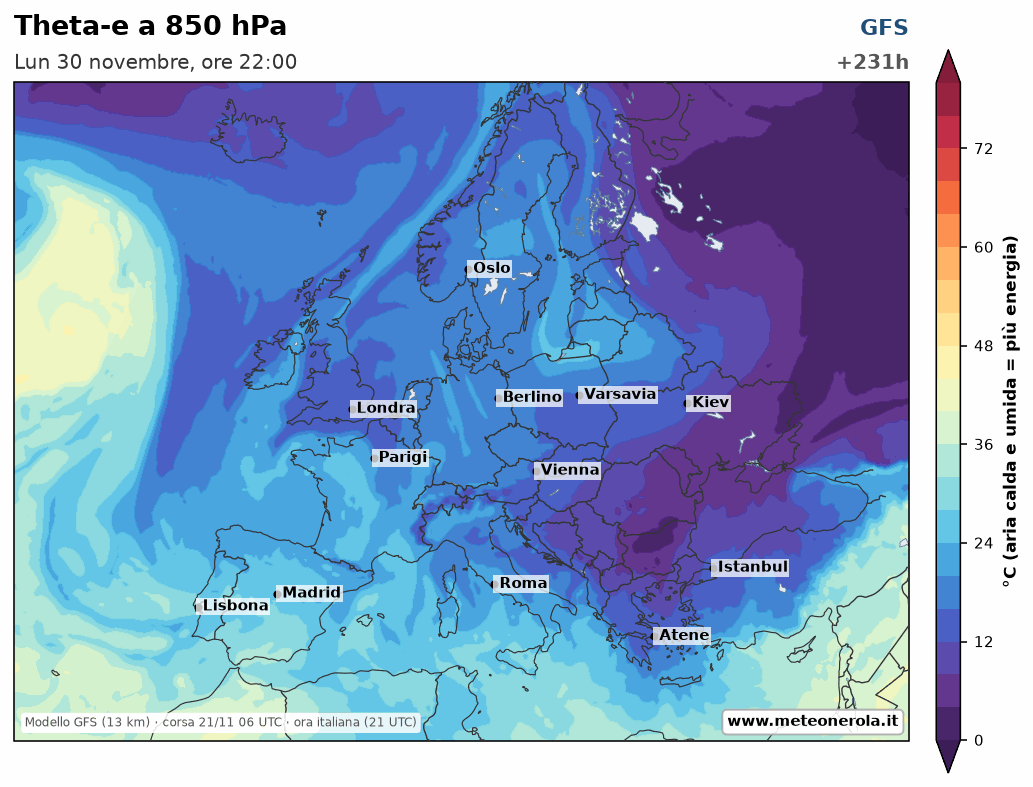 Theta-e a 850 hPa
GFS
Lun 30 novembre, ore 22:00
+231h
Oslo
Berlino
Varsavia
Kiev
Londra
Parigi
Vienna
Istanbul
Roma
Madrid
Lisbona
Atene
Modello GFS (13 km) · corsa 21/11 06 UTC · ora italiana (21 UTC)
www.meteonerola.it
72
60
48
36
24
12
0
°C (aria calda e umida = più energia)